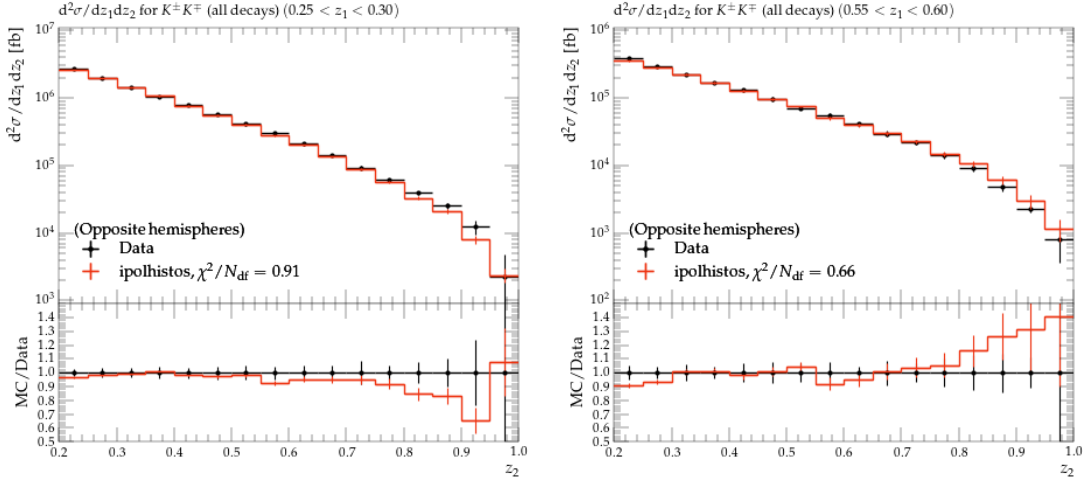 d²σ/dz₁dz₂ for K±K∓ (all decays) (0.25 < z₁ < 0.30)
d²σ/dz₁dz₂ [fb]
10⁷
10⁶
10⁵
10⁴
10³
(Opposite hemispheres)
Data
ipolhistos, χ²/N_df = 0.91
MC/Data
1.4
1.3
1.2
1.1
1.0
0.9
0.8
0.7
0.6
0.5
0.2 0.3 0.4 0.5 0.6 0.7 0.8 0.9 1.0
z₂
d²σ/dz₁dz₂ for K±K∓ (all decays) (0.55 < z₁ < 0.60)
d²σ/dz₁dz₂ [fb]
10⁶
10⁵
10⁴
10³
10²
(Opposite hemispheres)
Data
ipolhistos, χ²/N_df = 0.66
MC/Data
1.4
1.3
1.2
1.1
1.0
0.9
0.8
0.7
0.6
0.5
0.2 0.3 0.4 0.5 0.6 0.7 0.8 0.9 1.0
z₂